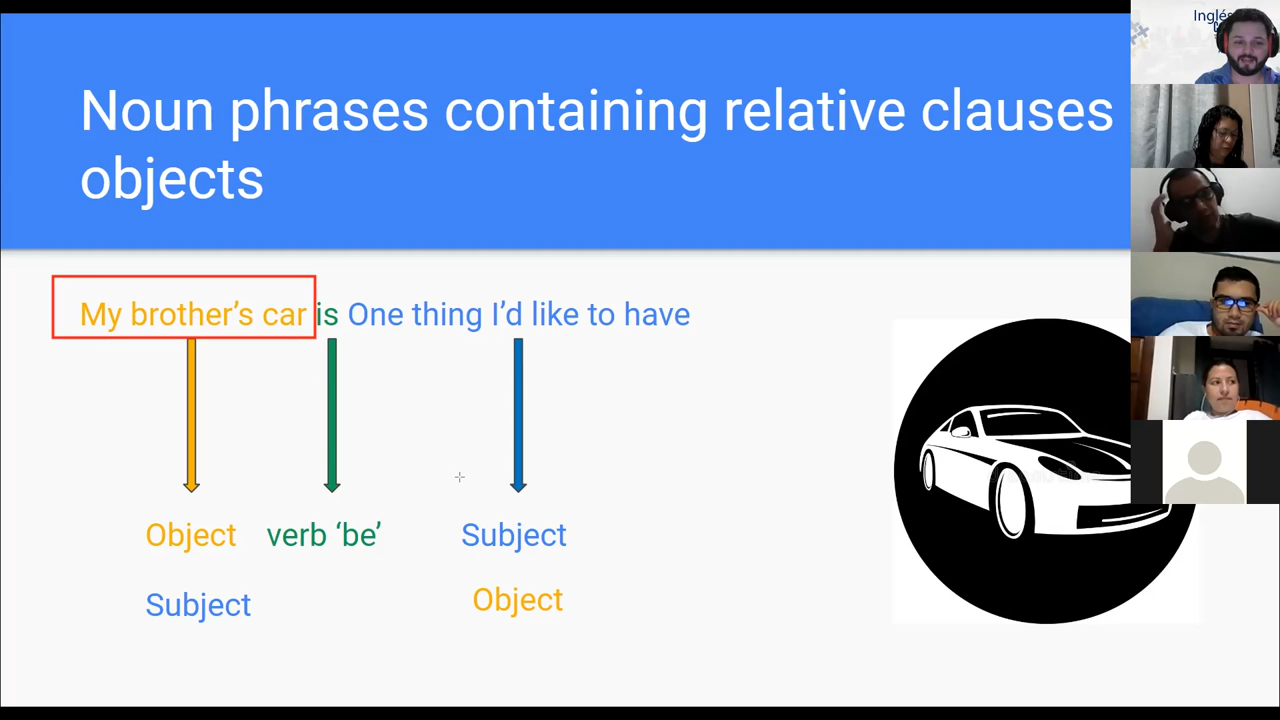 Noun phrases containing relative clauses
objects
My brother's car is One thing I'd like to have
Object verb 'be' Subject
Subject Object
Inglés